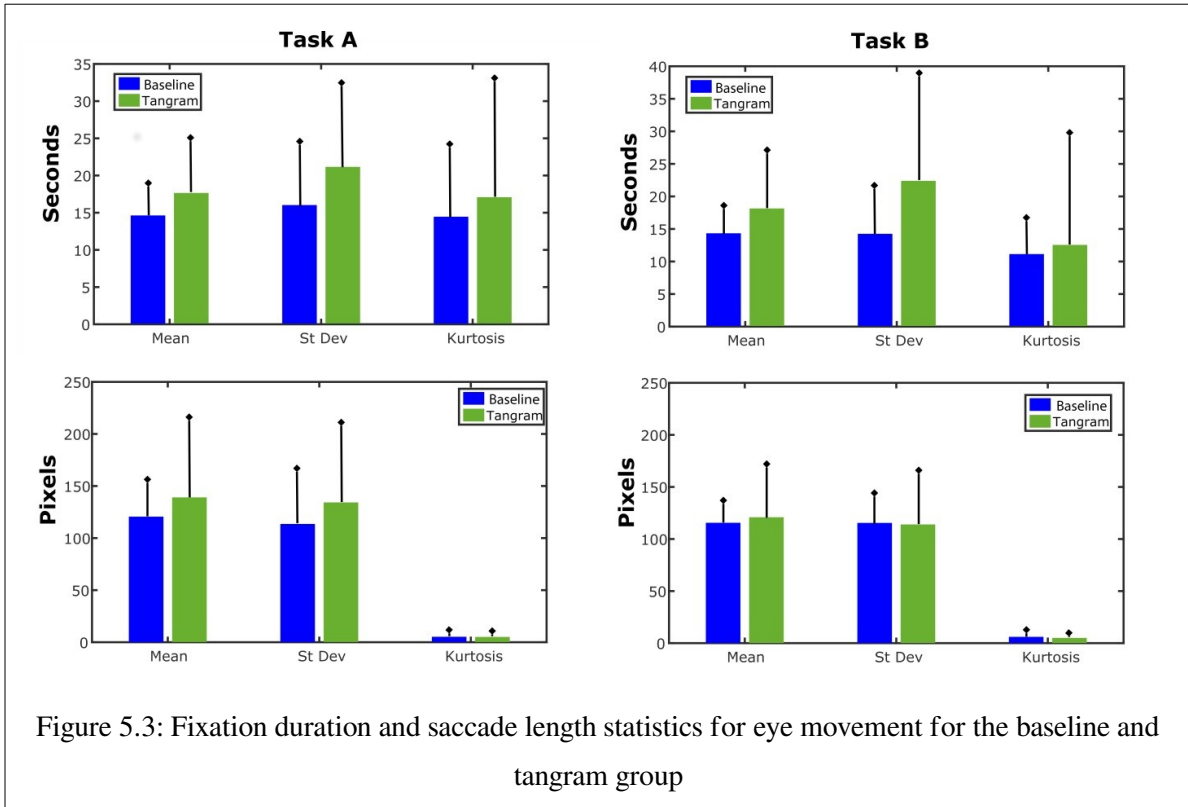 Task A
35
30
25
20
15
10
5
0
Seconds
Baseline
Tangram
Mean St Dev Kurtosis
Task B
40
35
30
25
20
15
10
5
0
Seconds
Baseline
Tangram
Mean St Dev Kurtosis
250
200
150
100
50
0
Pixels
Baseline
Tangram
Mean St Dev Kurtosis
250
200
150
100
50
0
Pixels
Baseline
Tangram
Mean St Dev Kurtosis
Figure 5.3: Fixation duration and saccade length statistics for eye movement for the baseline and
tangram group